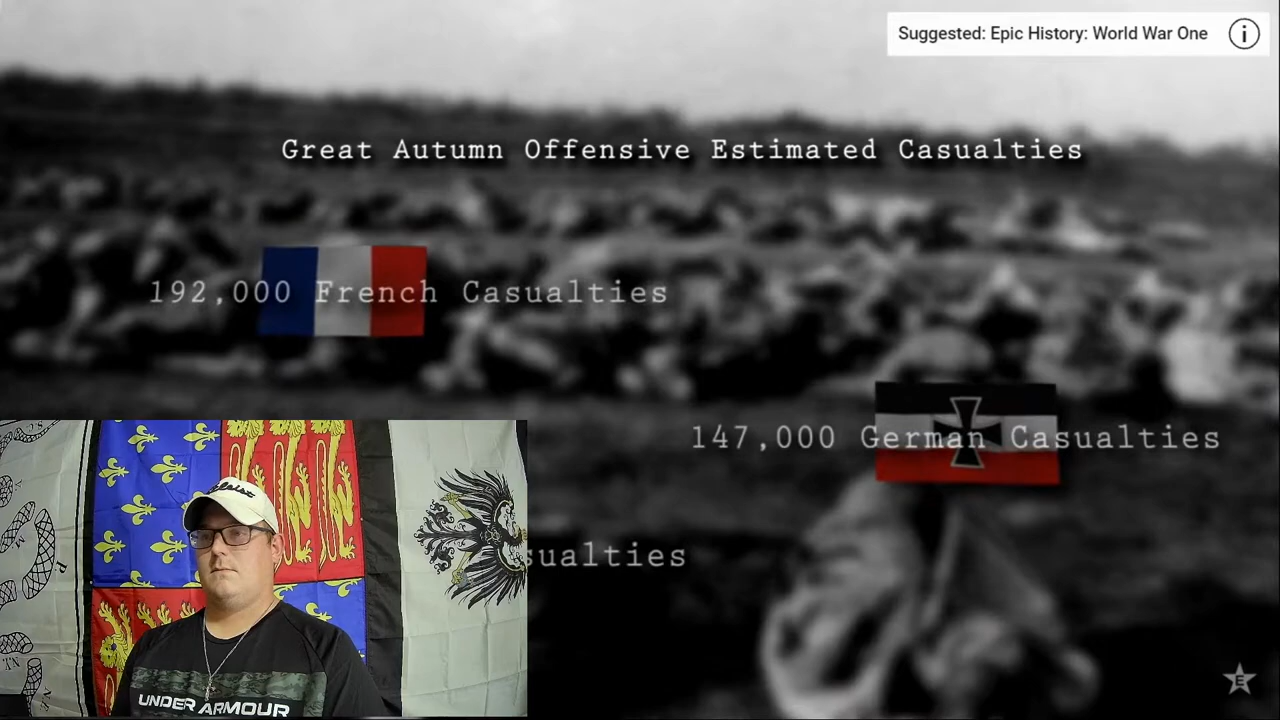 Suggested: Epic History: World War One
Great Autumn Offensive Estimated Casualties
192,000 French Casualties
147,000 German Casualties
sualties
Titleist
UNDER ARMOUR
P
M
N.Y.
N.E.
E